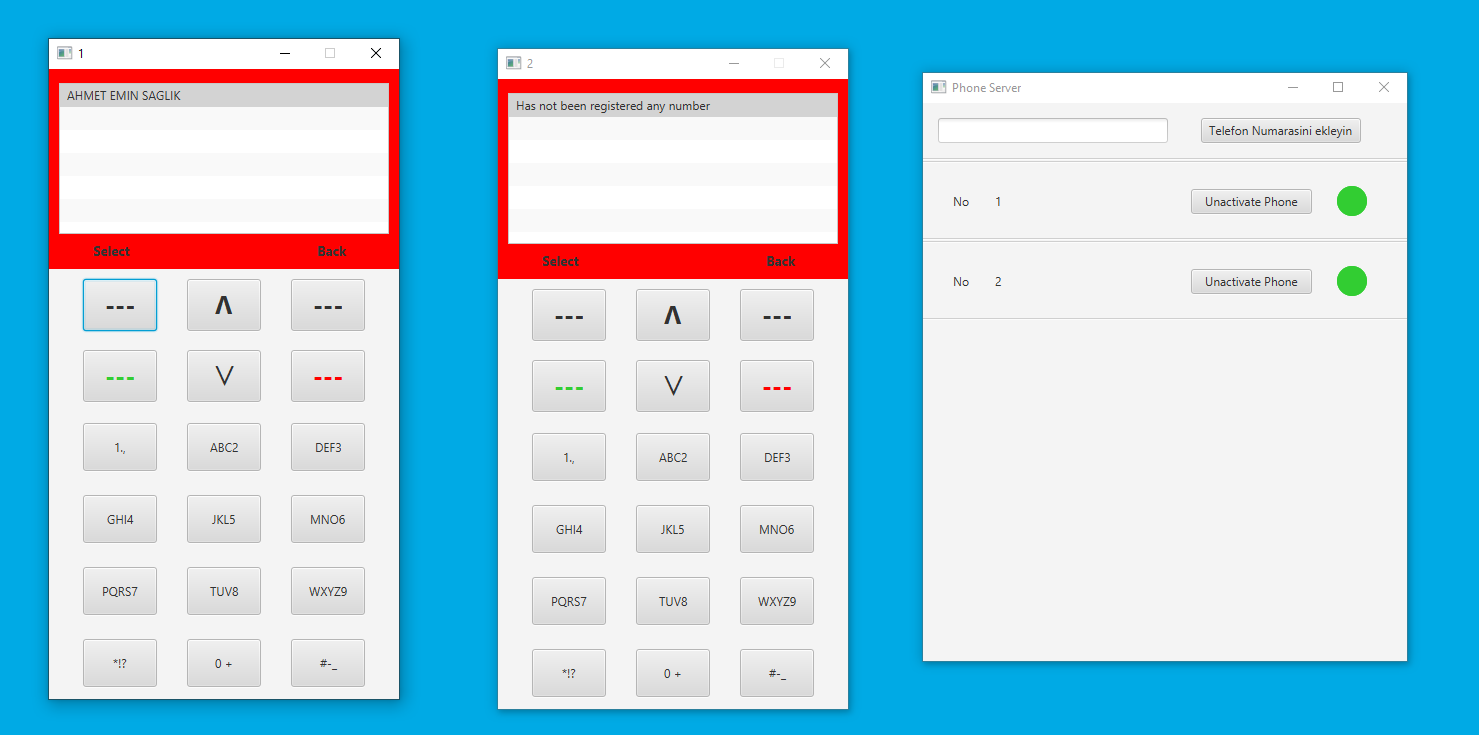 1
AHMET EMIN SAGLIK
Select Back
--- Λ ---
--- V ---
1., ABC2 DEF3
GHI4 JKL5 MNO6
PQRS7 TUV8 WXYZ9
*!? 0 + #-_
2
Has not been registered any number
Select Back
--- Λ ---
--- V ---
1., ABC2 DEF3
GHI4 JKL5 MNO6
PQRS7 TUV8 WXYZ9
*!? 0 + #-_
Phone Server
Telefon Numarasini ekleyin
No 1 Unactivate Phone
No 2 Unactivate Phone